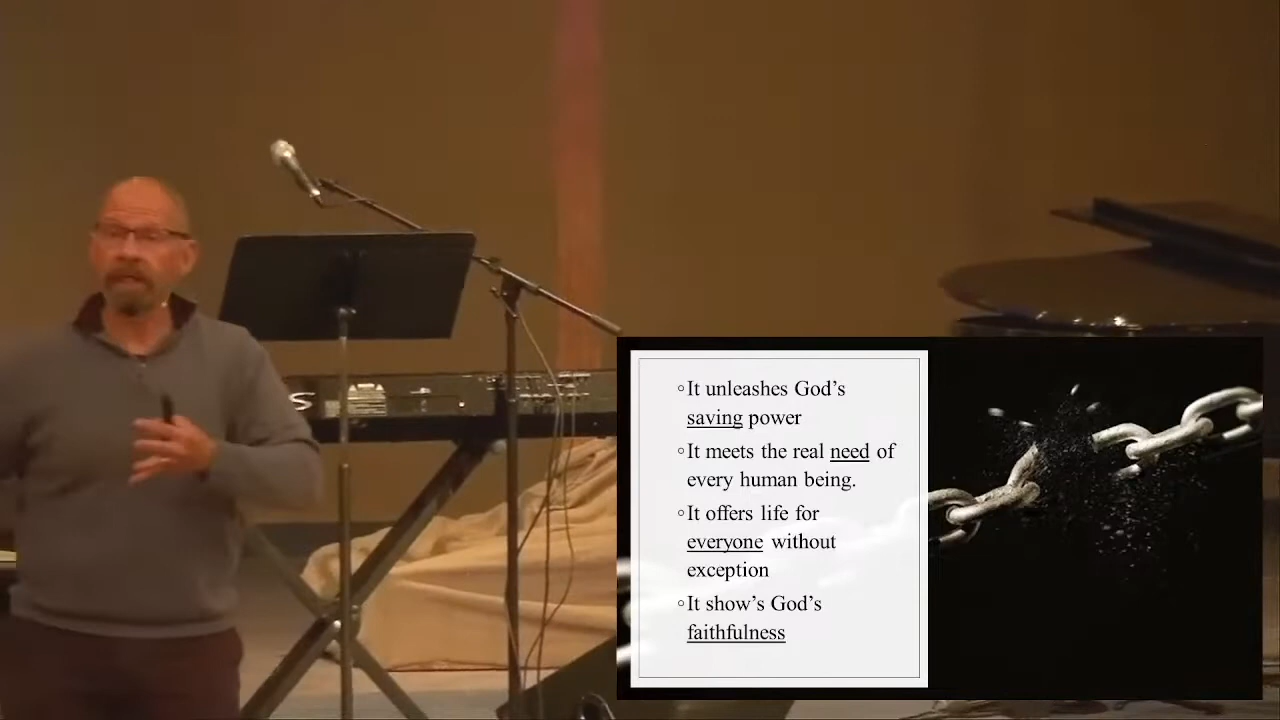 ◦It unleashes God’s
saving power
◦It meets the real need of
every human being.
◦It offers life for
everyone without
exception
◦It show’s God’s
faithfulness